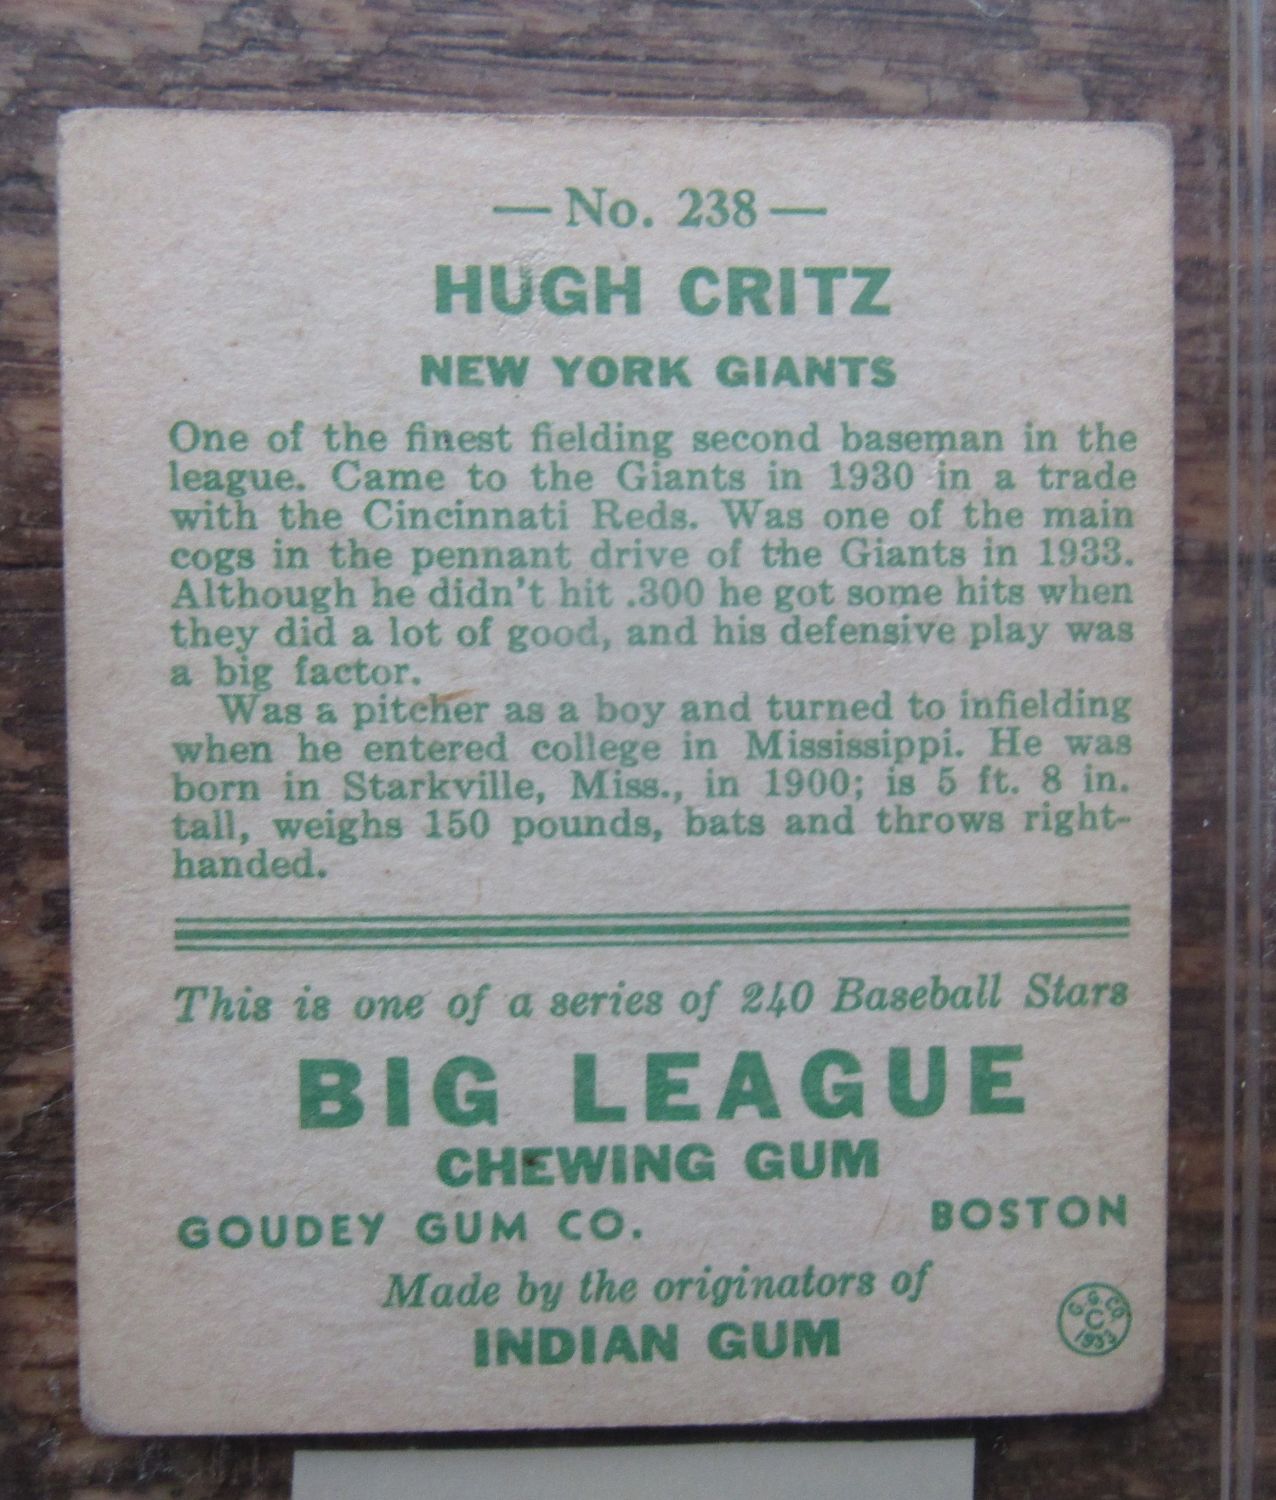 — No. 238 —
HUGH CRITZ
NEW YORK GIANTS
One of the finest fielding second baseman in the
league. Came to the Giants in 1930 in a trade
with the Cincinnati Reds. Was one of the main
cogs in the pennant drive of the Giants in 1933.
Although he didn't hit .300 he got some hits when
they did a lot of good, and his defensive play was
a big factor.
Was a pitcher as a boy and turned to infielding
when he entered college in Mississippi. He was
born in Starkville, Miss., in 1900; is 5 ft. 8 in.
tall, weighs 150 pounds, bats and throws right-
handed.
This is one of a series of 240 Baseball Stars
BIG LEAGUE
CHEWING GUM
GOUDEY GUM CO. BOSTON
Made by the originators of
INDIAN GUM
G. G. CO.
C
1933